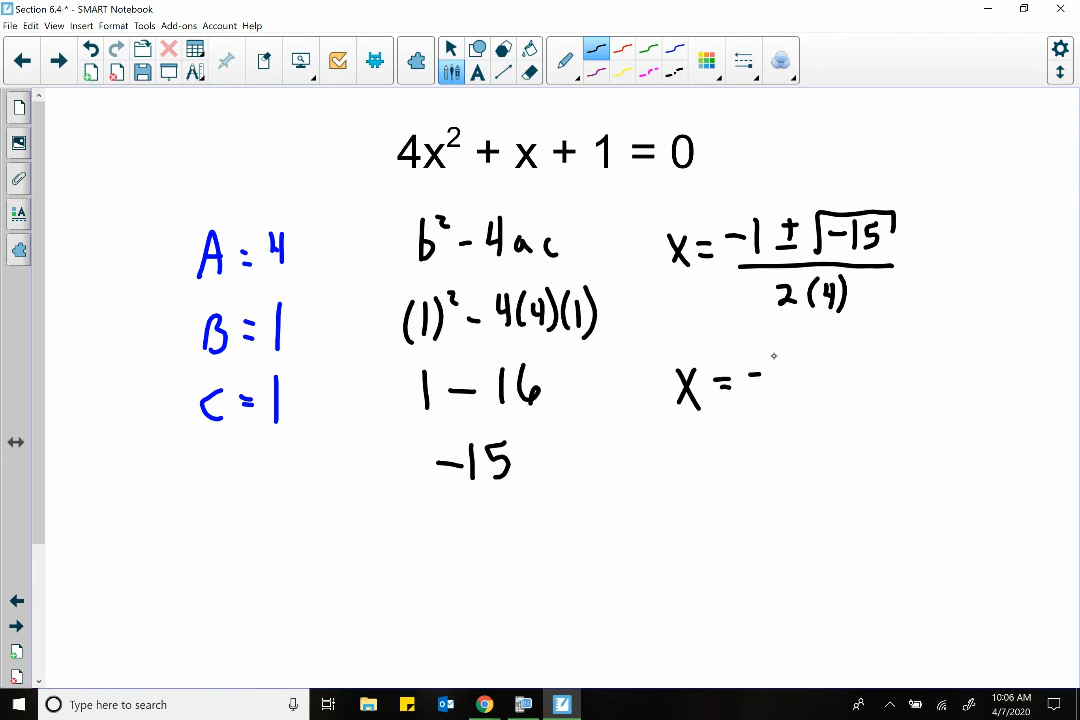 Section 6.4 * - SMART Notebook
File Edit View Insert Format Tools Add-ons Account Help
4x² + x + 1 = 0
A = 4
B = 1
C = 1
b² - 4ac
(1)² - 4(4)(1)
1 - 16
-15
x = -1 ± √-15
2(4)
x = -
Type here to search
10:06 AM
4/7/2020